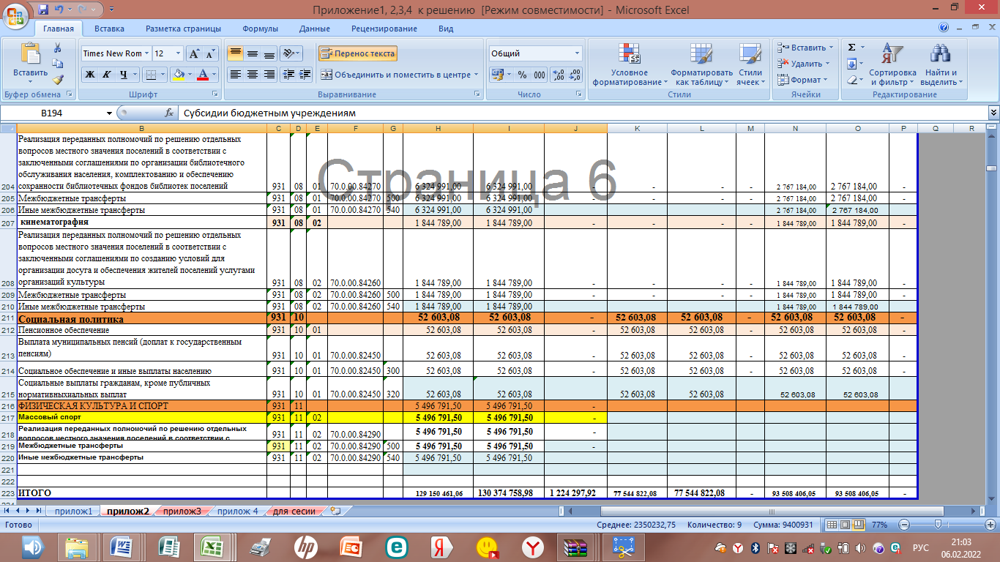 Приложение1, 2,3,4 к решению [Режим совместимости] - Microsoft Excel
Главная Вставка Разметка страницы Формулы Данные Рецензирование Вид
Вставить Times New Rom 12 Перенос текста Общий Условное форматирование Форматировать как таблицу Стили ячеек Вставить Удалить Формат Сортировка и фильтр Найти и выделить
Ж К Ч Объединить и поместить в центре % 000
Буфер обмена Шрифт Выравнивание Число Стили Ячейки Редактирование
B194 fx Субсидии бюджетным учреждениям
B C D E F G H I J K L M N O P Q R
Страница 6
Реализация переданных полномочий по решению отдельных
вопросов местного значения поселений в соответствии с
заключенными соглашениями по организации библиотечного
обслуживания населения, комплектованию и обеспечению
204 сохранности библиотечных фондов библиотек поселений 931 08 01 70.0.00.84270 6 324 991,00 6 324 991,00 - - - - 2 767 184,00 2 767 184,00 -
205 Межбюджетные трансферты 931 08 01 70.0.00.84270 500 6 324 991,00 6 324 991,00 - - - - 2 767 184,00 2 767 184,00 -
206 Иные межбюджетные трансферты 931 08 01 70.0.00.84270 540 6 324 991,00 6 324 991,00 2 767 184,00 2 767 184,00
207 кинематография 931 08 02 1 844 789,00 1 844 789,00 - - - - 1 844 789,00 1 844 789,00 -
Реализация переданных полномочий по решению отдельных
вопросов местного значения поселений в соответствии с
заключенными соглашениями по созданию условий для
организации досуга и обеспечения жителей поселений услугами
208 организаций культуры 931 08 02 70.0.00.84260 1 844 789,00 1 844 789,00 - - - - 1 844 789,00 1 844 789,00 -
209 Межбюджетные трансферты 931 08 02 70.0.00.84260 500 1 844 789,00 1 844 789,00 - - - - 1 844 789,00 1 844 789,00 -
210 Иные межбюджетные трансферты 931 08 02 70.0.00.84260 540 1 844 789,00 1 844 789,00 1 844 789,00 1 844 789,00
211 Социальная политика 931 10 52 603,08 52 603,08 - 52 603,08 52 603,08 - 52 603,08 52 603,08 -
212 Пенсионное обеспечение 931 10 01 52 603,08 52 603,08 - 52 603,08 52 603,08 - 52 603,08 52 603,08 -
Выплата муниципальных пенсий (доплат к государственным
213 пенсиям) 931 10 01 70.0.00.82450 52 603,08 52 603,08 - 52 603,08 52 603,08 - 52 603,08 52 603,08 -
214 Социальное обеспечение и иные выплаты населению 931 10 01 70.0.00.82450 300 52 603,08 52 603,08 - 52 603,08 52 603,08 - 52 603,08 52 603,08 -
Социальные выплаты гражданам, кроме публичных
215 нормативныхиальных выплат 931 10 01 70.0.00.82450 320 52 603,08 52 603,08 52 603,08 52 603,08 52 603,08 52 603,08
216 ФИЗИЧЕСКАЯ КУЛЬТУРА И СПОРТ 931 11 5 496 791,50 5 496 791,50 -
217 Массовый спорт 931 11 02 5 496 791,50 5 496 791,50 -
Реализация переданных полномочий по решению отдельных
218 вопросов местного значения поселений в соответствии с 931 11 02 70.0.00.84290 5 496 791,50 5 496 791,50 -
219 Межбюджетные трансферты 931 11 02 70.0.00.84290 500 5 496 791,50 5 496 791,50 -
220 Иные межбюджетные трансферты 931 11 02 70.0.00.84290 540 5 496 791,50 5 496 791,50
221
222
223 ИТОГО 129 150 461,06 130 374 758,98 1 224 297,92 77 544 822,08 77 544 822,08 - 93 508 406,05 93 508 406,05 -
прилож1 прилож2 прилож3 прилож 4 для сесии
Готово Среднее: 2350232,75 Количество: 9 Сумма: 9400931 77%
РУС 21:03
06.02.2022